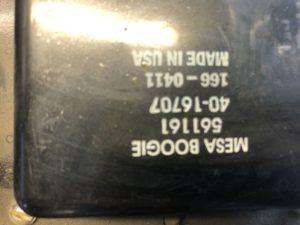 MESA BOOGIE
561161
40-16707
166-0411
MADE IN USA